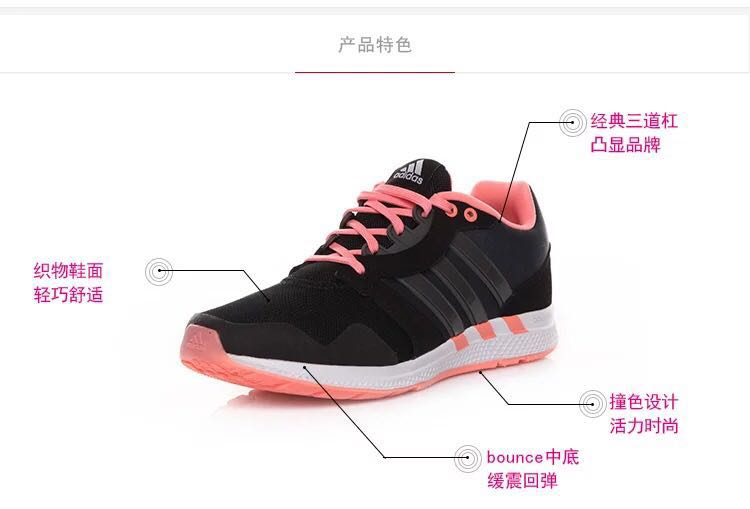 产品特色
经典三道杠
凸显品牌
adidas
织物鞋面
轻巧舒适
撞色设计
活力时尚
bounce中底
缓震回弹